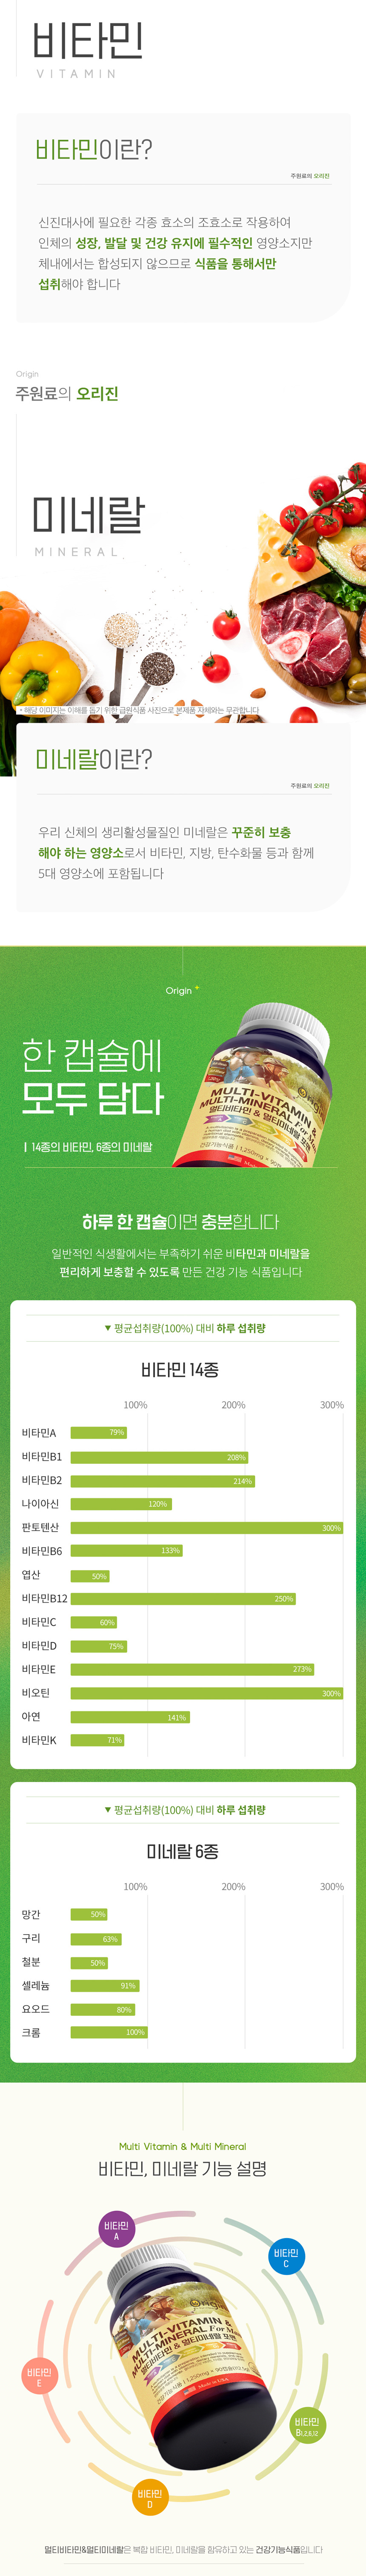 비타민
VITAMIN
비타민이란?
주원료의 오리진
신진대사에 필요한 각종 효소의 조효소로 작용하여
인체의 성장, 발달 및 건강 유지에 필수적인 영양소지만
체내에서는 합성되지 않으므로 식품을 통해서만
섭취해야 합니다
Origin
주원료의 오리진
미네랄
MINERAL
* 해당 이미지는 이해를 돕기 위한 급원식품 사진으로 본제품 자체와는 무관합니다
미네랄이란?
주원료의 오리진
우리 신체의 생리활성물질인 미네랄은 꾸준히 보충
해야 하는 영양소로서 비타민, 지방, 탄수화물 등과 함께
5대 영양소에 포함됩니다
Origin +
한 캡슐에
모두 담다
14종의 비타민, 6종의 미네랄
MULTI-VITAMIN &
MULTI-MINERAL For Men
멀티비타민 & 멀티미네랄 포맨
하루 한 캡슐이면 충분합니다
일반적인 식생활에서는 부족하기 쉬운 비타민과 미네랄을
편리하게 보충할 수 있도록 만든 건강 기능 식품입니다
▼ 평균섭취량(100%) 대비 하루 섭취량
비타민 14종
100% 200% 300%
비타민A 79%
비타민B1 208%
비타민B2 214%
나이아신 120%
판토텐산 300%
비타민B6 133%
엽산 50%
비타민B12 250%
비타민C 60%
비타민D 75%
비타민E 273%
비오틴 300%
아연 141%
비타민K 71%
▼ 평균섭취량(100%) 대비 하루 섭취량
미네랄 6종
100% 200% 300%
망간 50%
구리 63%
철분 50%
셀레늄 91%
요오드 80%
크롬 100%
Multi Vitamin & Multi Mineral
비타민, 미네랄 기능 설명
비타민
A
비타민
C
MULTI-VITAMIN &
MULTI-MINERAL For Men
멀티비타민 & 멀티미네랄 포맨
Made in USA
비타민
E
비타민
B1,2,6,12
비타민
D
멀티비타민&멀티미네랄은 복합 비타민, 미네랄을 함유하고 있는 건강기능식품입니다